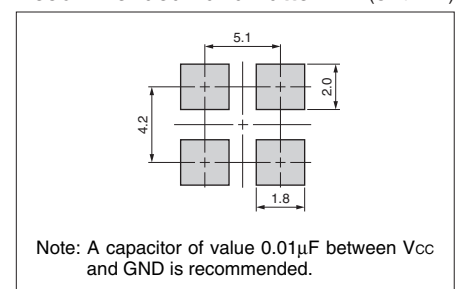 5.1
2.0
4.2
1.8
Note: A capacitor of value 0.01μF between Vcc
and GND is recommended.